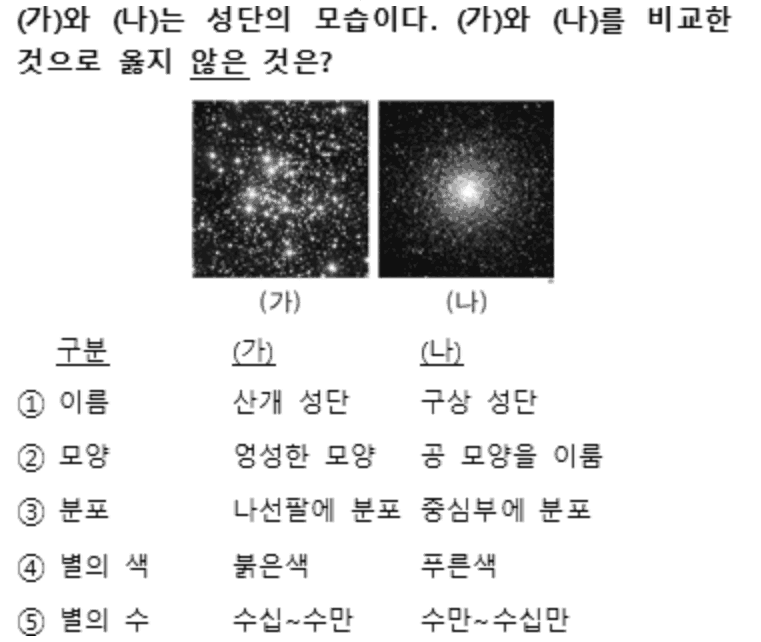 (가)와 (나)는 성단의 모습이다. (가)와 (나)를 비교한
것으로 옳지 않은 것은?
(가) (나)
구분 (가) (나)
① 이름 산개 성단 구상 성단
② 모양 엉성한 모양 공 모양을 이룸
③ 분포 나선팔에 분포 중심부에 분포
④ 별의 색 붉은색 푸른색
⑤ 별의 수 수십~수만 수만~수십만